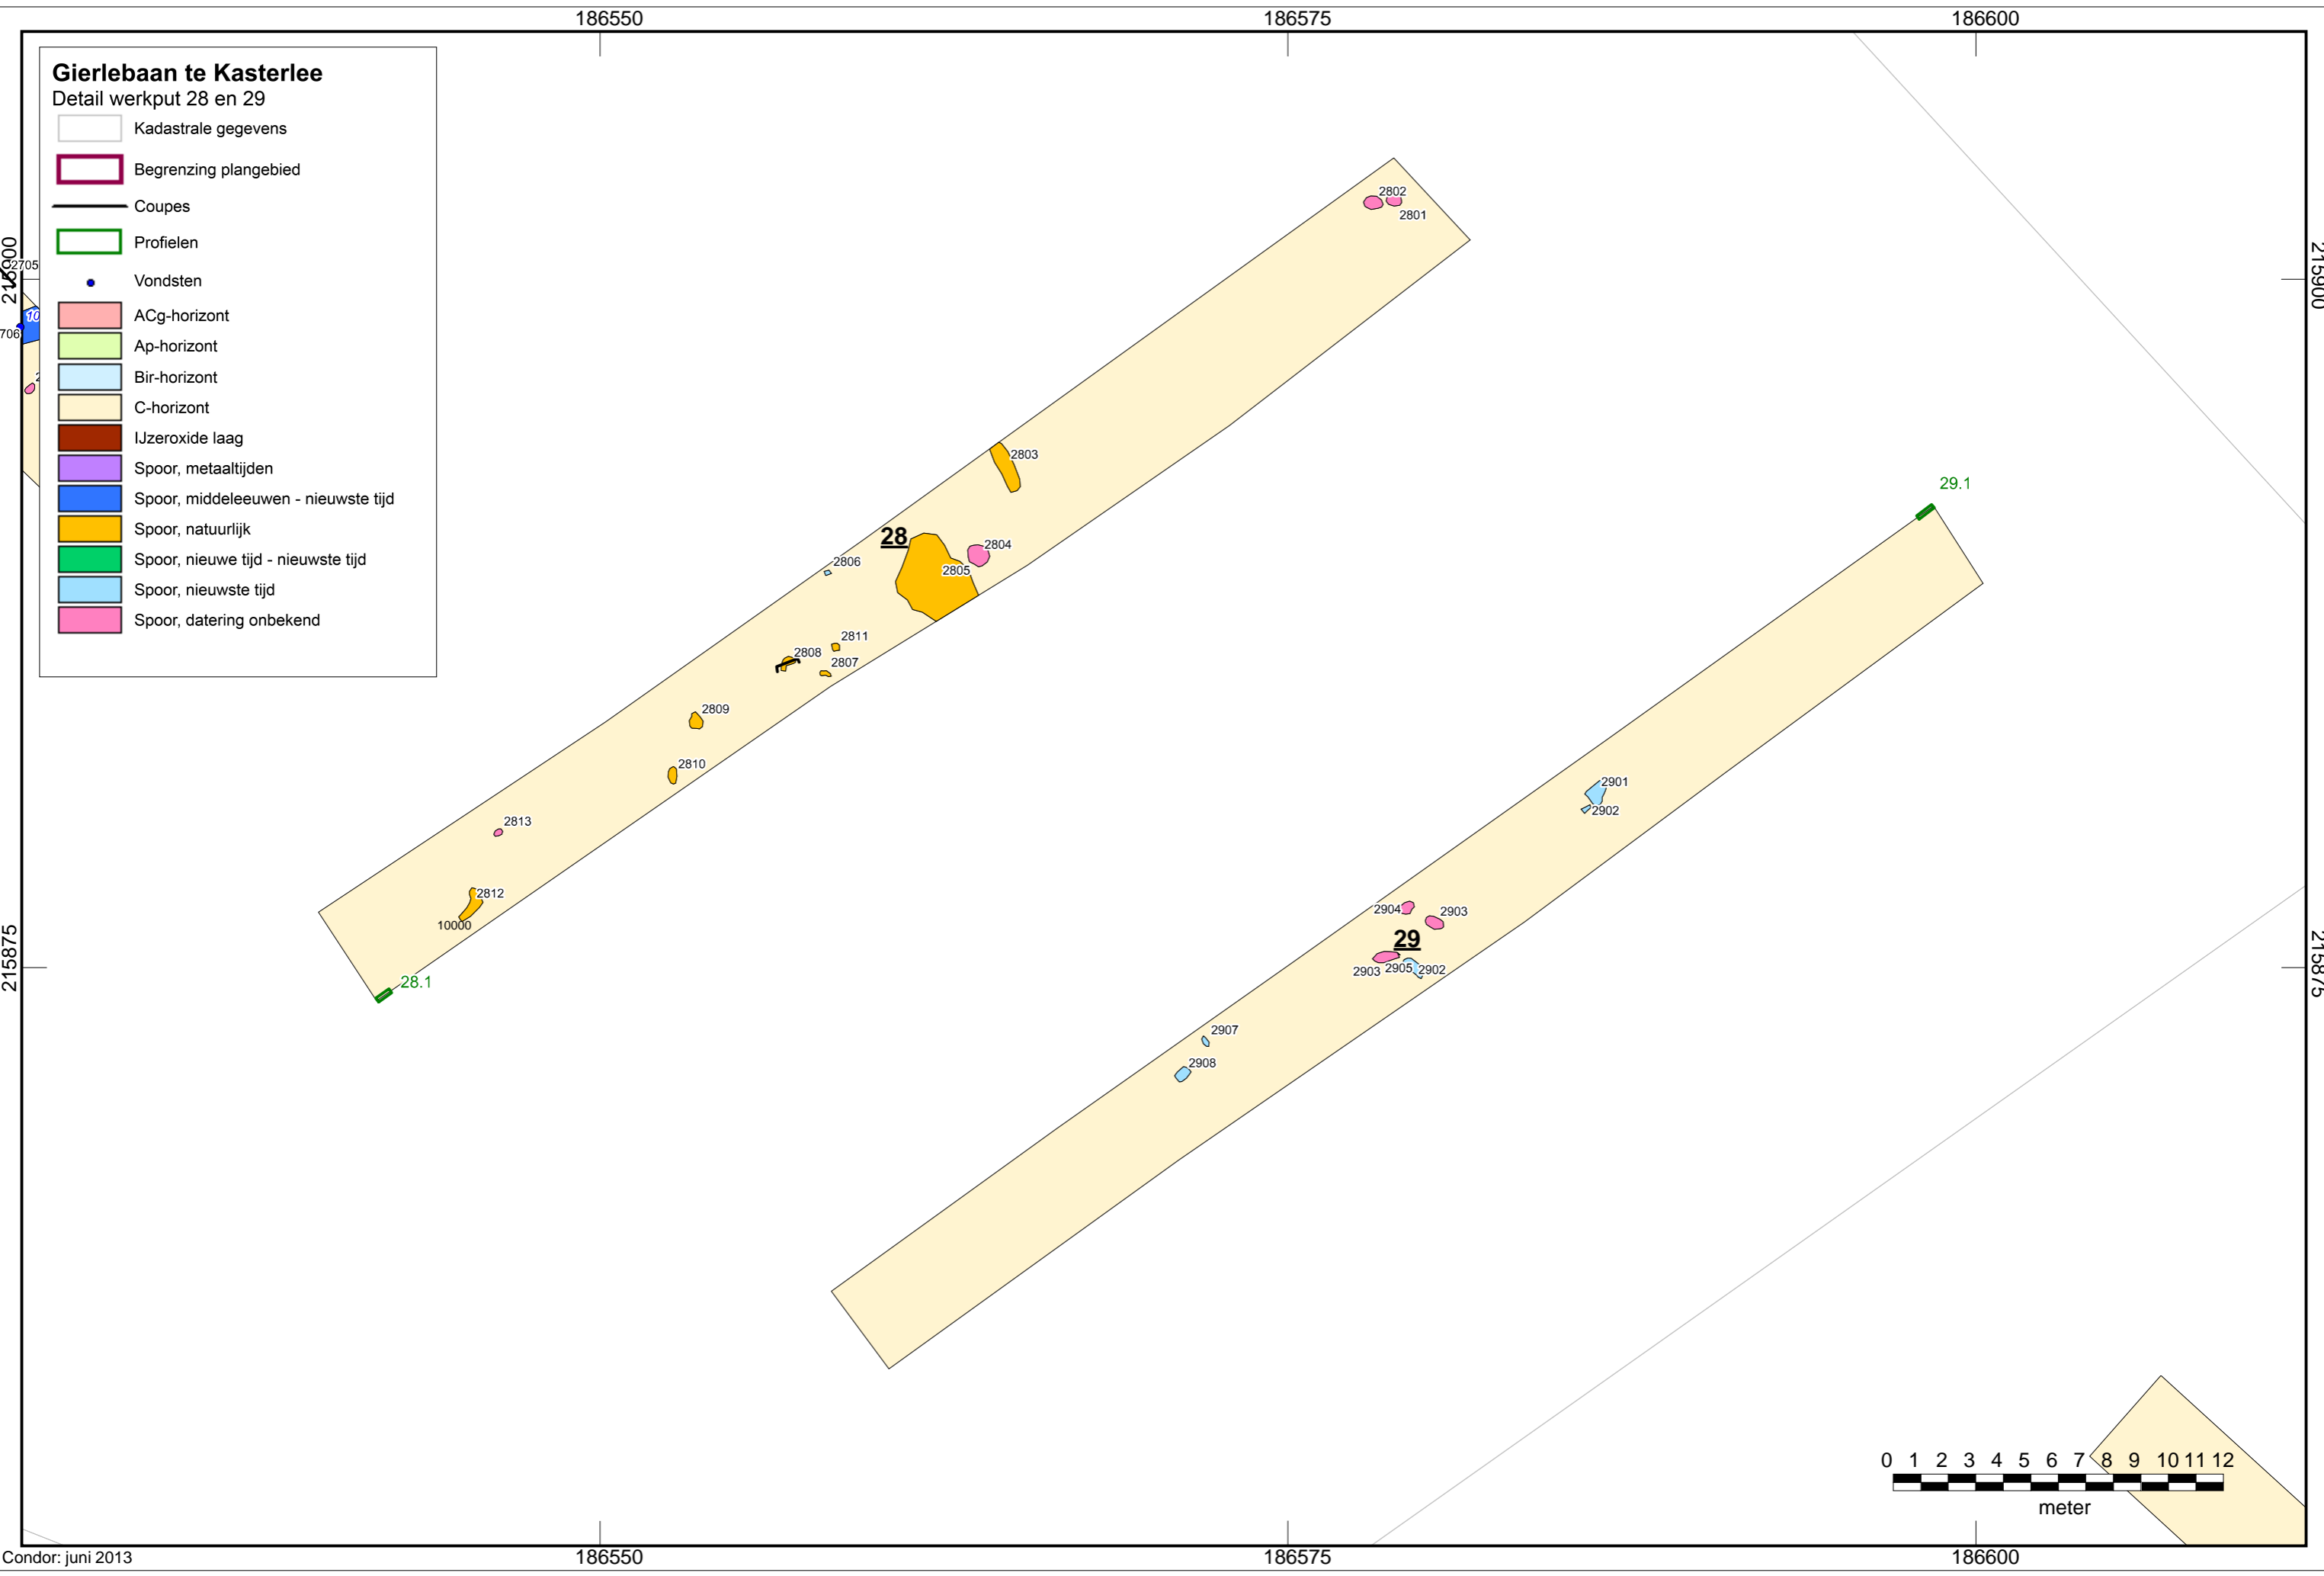 186550 186575 186600
Gierlebaan te Kasterlee
Detail werkput 28 en 29
Kadastrale gegevens
Begrenzing plangebied
Coupes
Profielen
Vondsten
ACg-horizont
Ap-horizont
Bir-horizont
C-horizont
IJzeroxide laag
Spoor, metaaltijden
Spoor, middeleeuwen - nieuwste tijd
Spoor, natuurlijk
Spoor, nieuwe tijd - nieuwste tijd
Spoor, nieuwste tijd
Spoor, datering onbekend
215900
2705
10
706
2
215900
2802
2801
2803
28
2804
2805
2806
2811
2808
2807
2809
2810
2813
2812
10000
28.1
29.1
2901
2902
2904
2903
29
2903 2905 2902
2907
2908
215875
215875
0 1 2 3 4 5 6 7 8 9 10 11 12
meter
Condor: juni 2013
186550 186575 186600